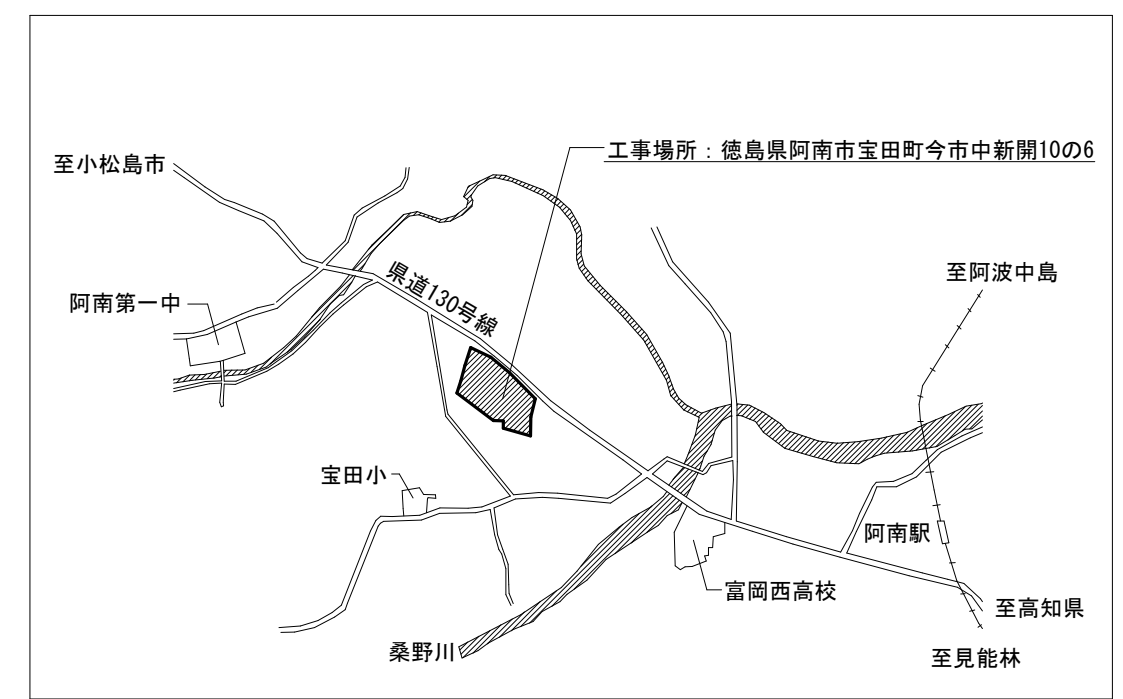 工事場所：徳島県阿南市宝田町今市中新開10の6
至小松島市
至阿波中島
県道130号線
阿南第一中
宝田小
阿南駅
富岡西高校
至高知県
桑野川
至見能林